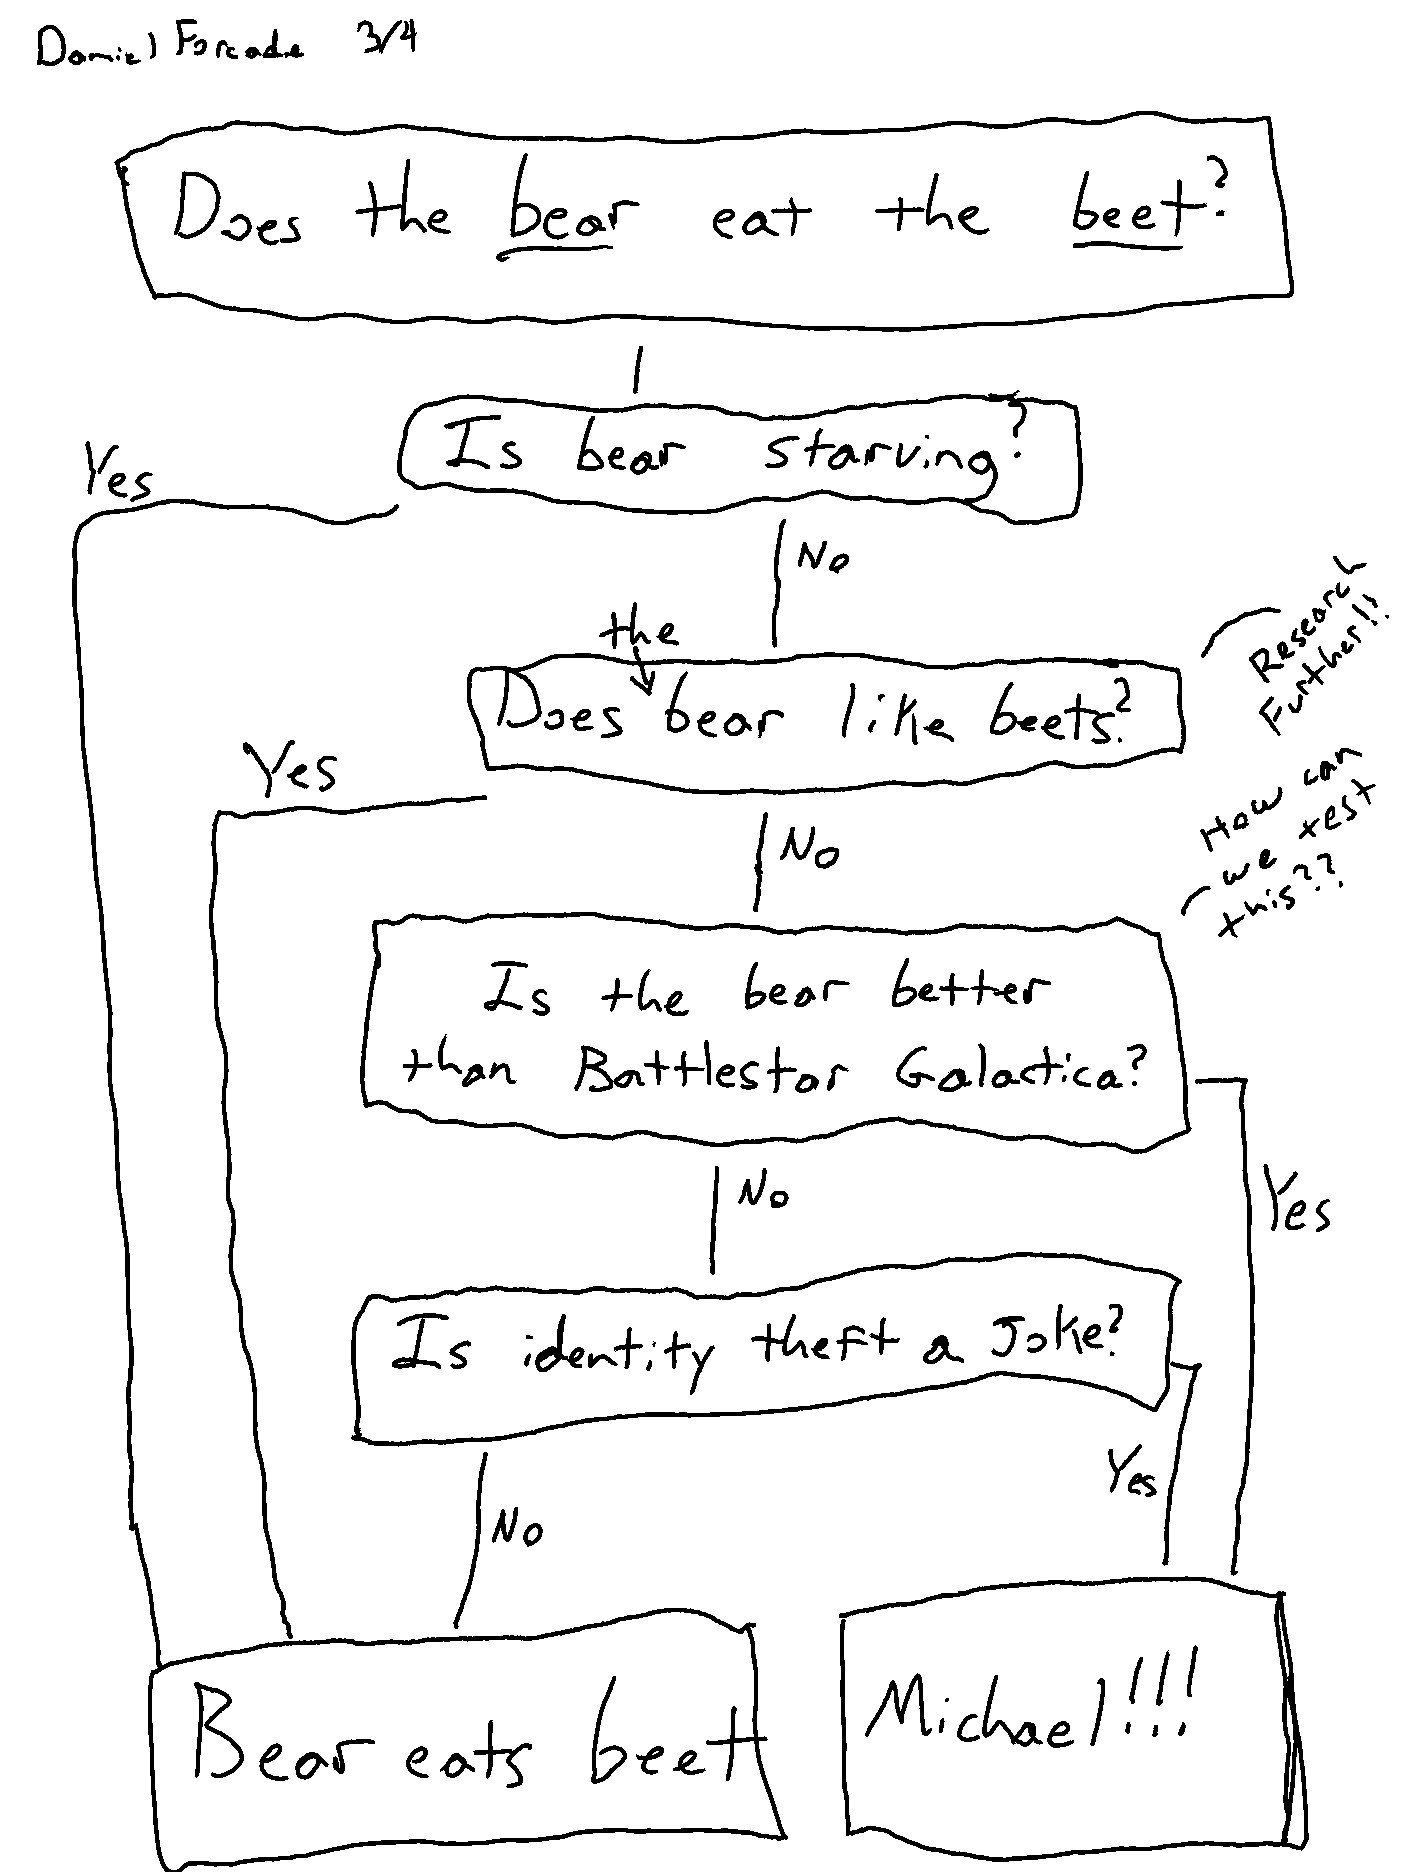 Daniel Forcade 3/4
Does the bear eat the beet?
Is bear starving?
Yes
No
the
Does bear like beets?
Research
Further!!
Yes
No
How can
we test
this??
Is the bear better
than Battlestar Galactica?
No
Yes
Is identity theft a Joke?
Yes
No
Bear eats beet
Michael!!!